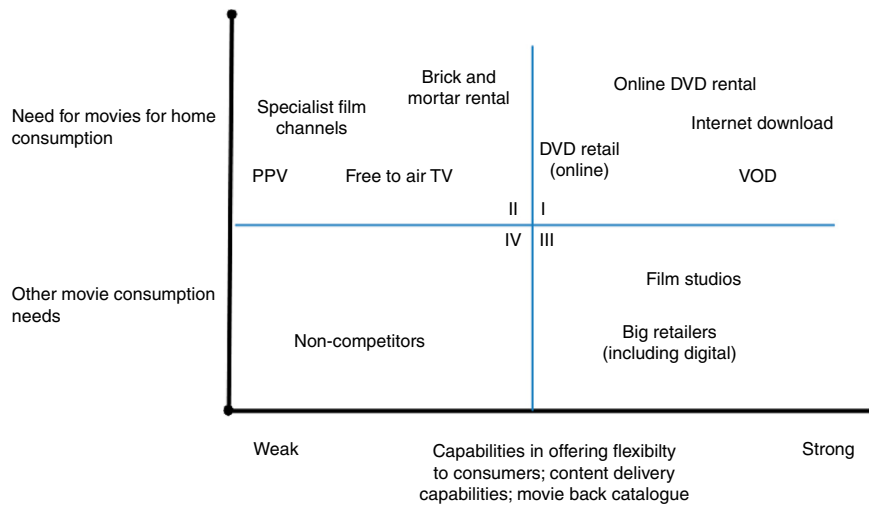 Need for movies for home
consumption
Specialist film
channels
Brick and
mortar rental
PPV
Free to air TV
II
Online DVD rental
Internet download
DVD retail
(online)
VOD
I
Other movie consumption
needs
IV
Non-competitors
III
Film studios
Big retailers
(including digital)
Weak
Capabilities in offering flexibilty
to consumers; content delivery
capabilities; movie back catalogue
Strong